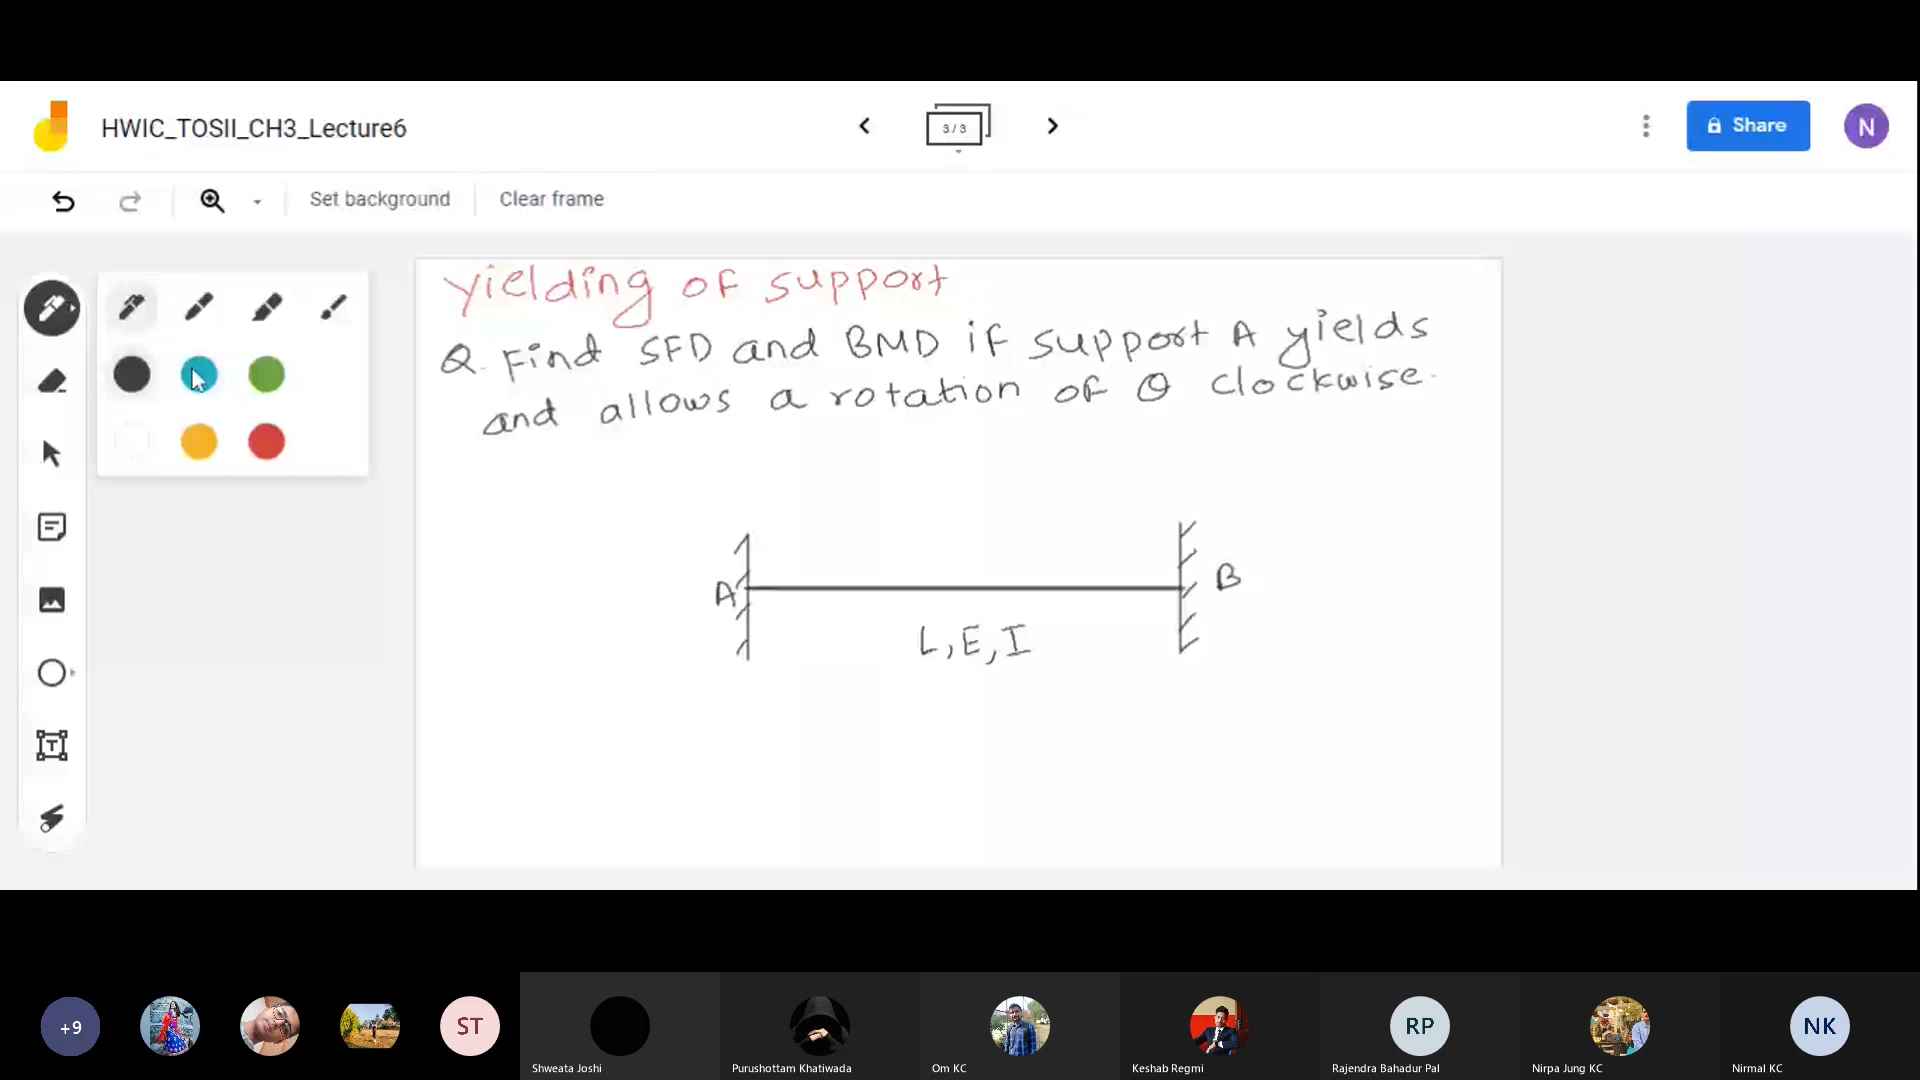 HWIC_TOSII_CH3_Lecture6
3/3
Share
N
Set background
Clear frame
yielding of support
Q. Find SFD and BMD if support A yields
and allows a rotation of θ clockwise.
A
B
L, E, I
T
+9
ST
RP
NK
Shweata Joshi
Purushottam Khatiwada
Om KC
Keshab Regmi
Rajendra Bahadur Pal
Nirpa Jung KC
Nirmal KC